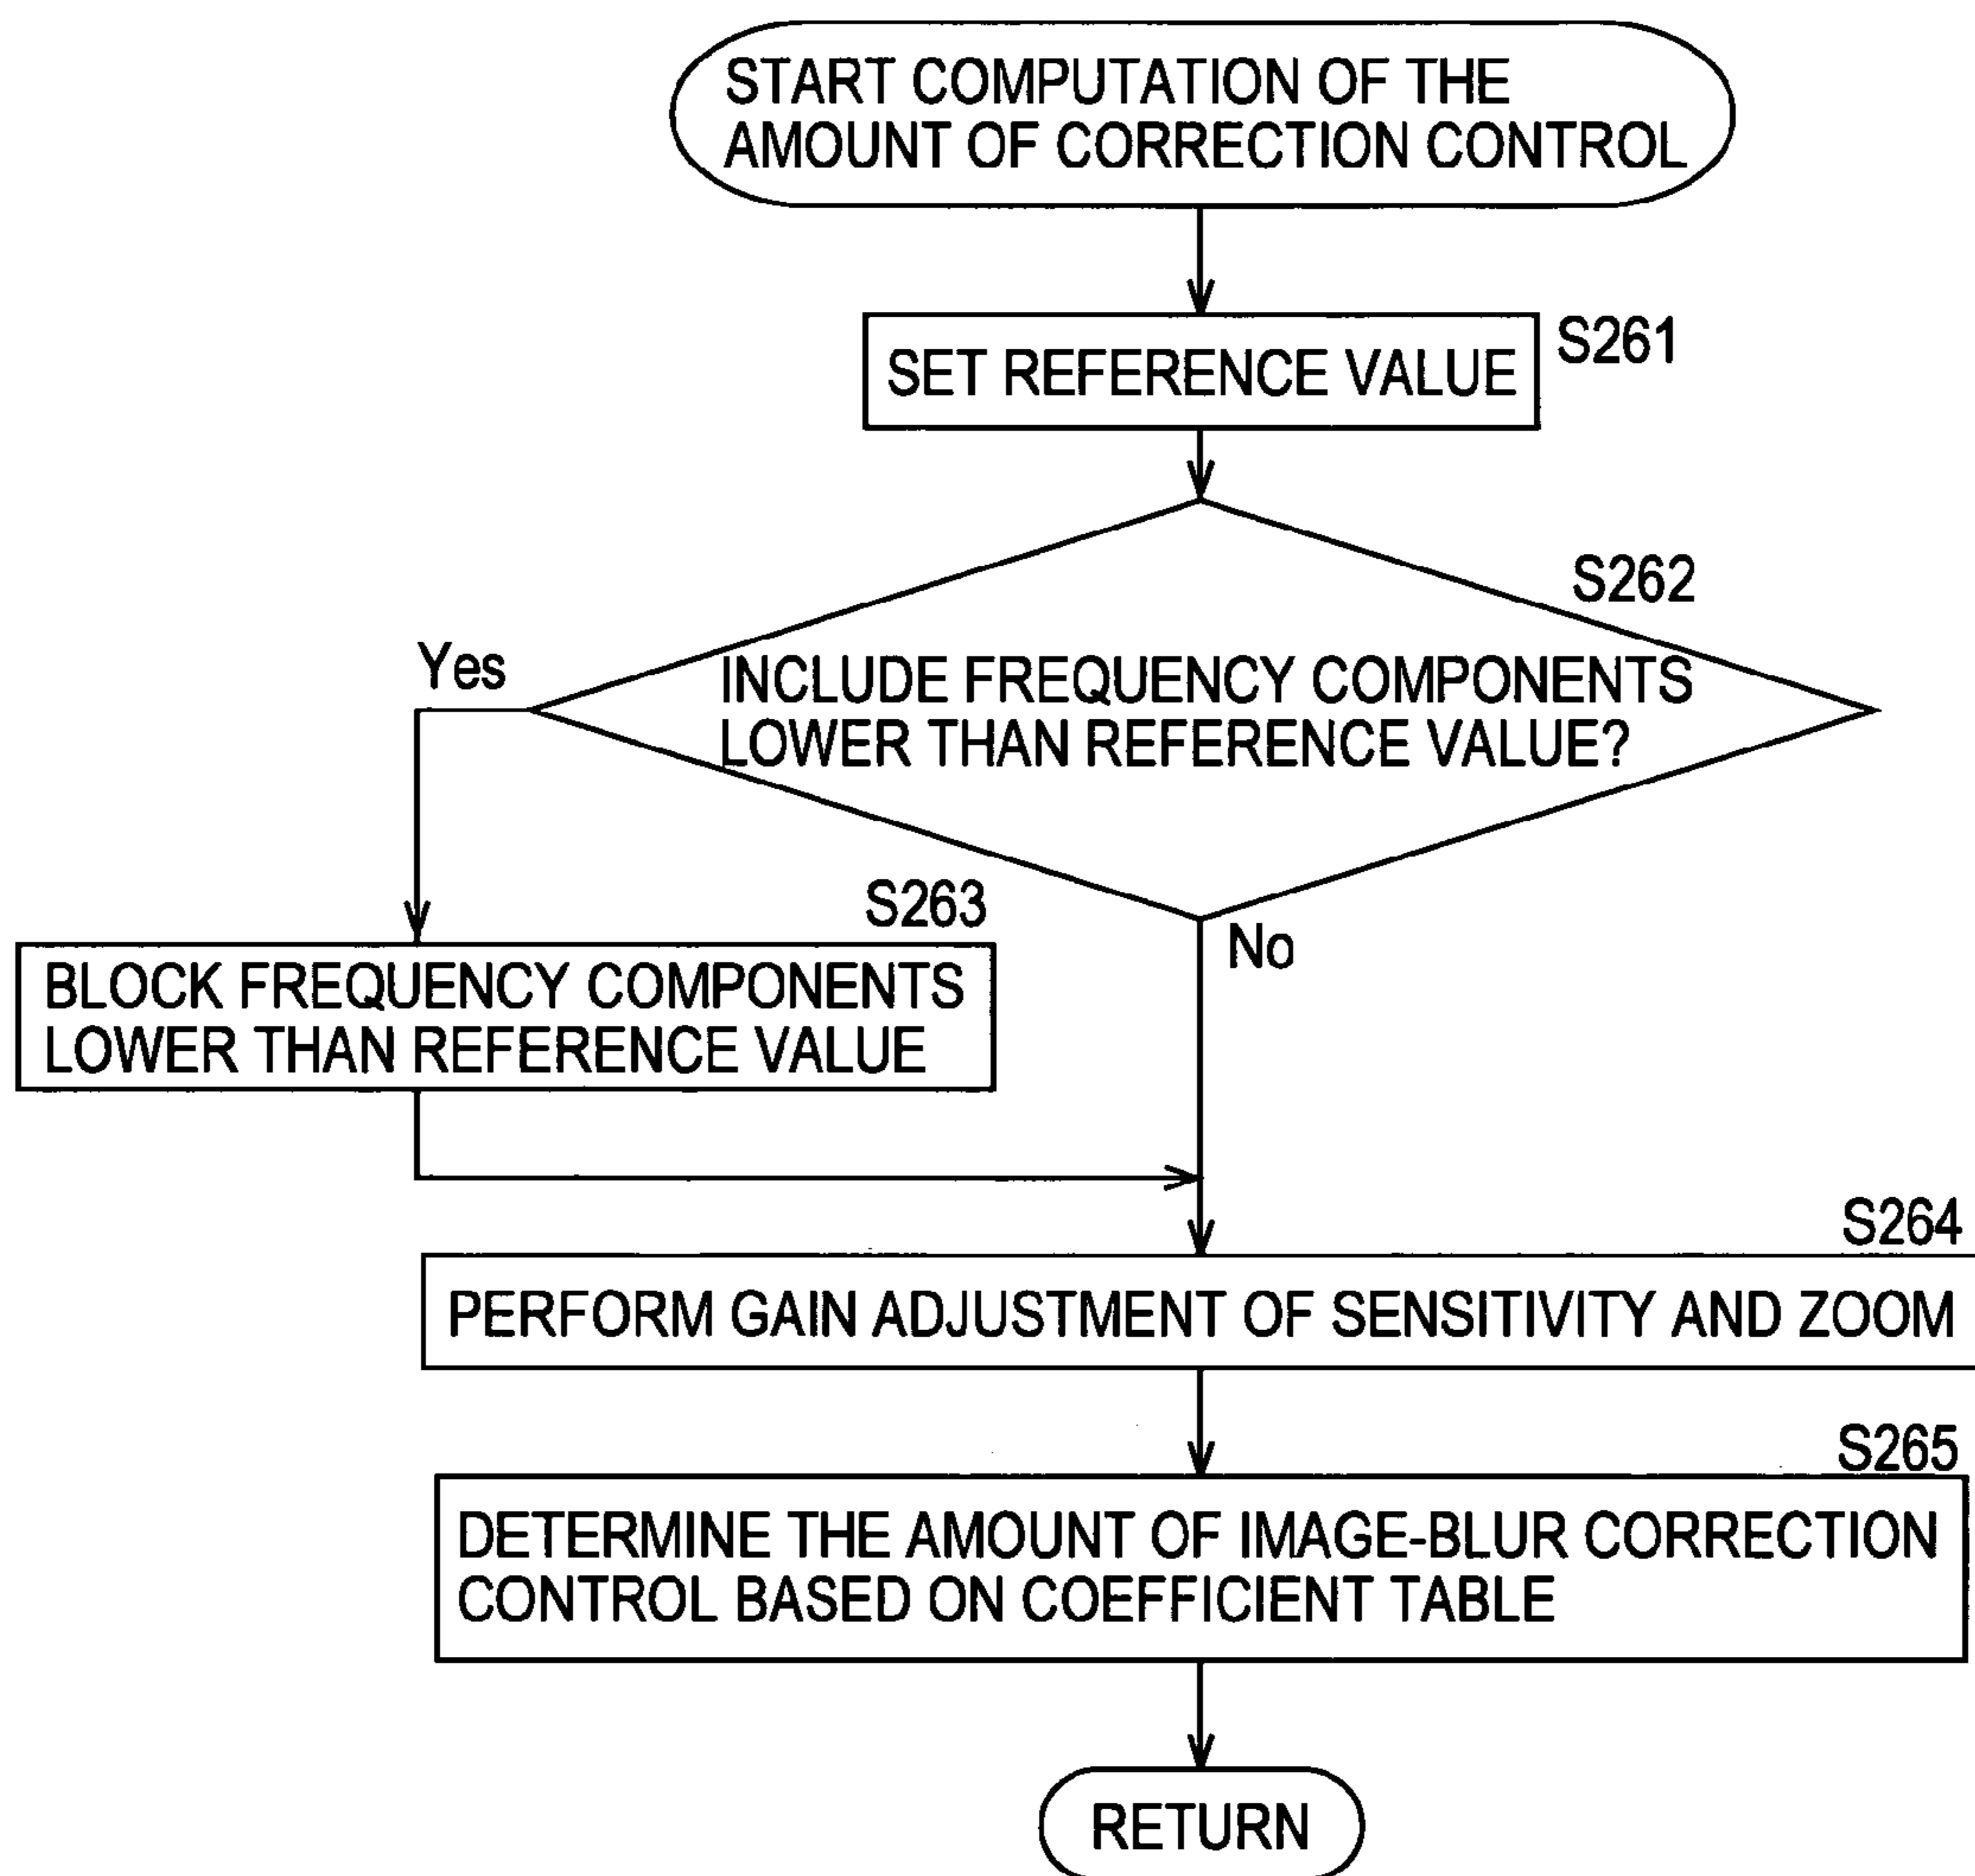 START COMPUTATION OF THE
AMOUNT OF CORRECTION CONTROL
SET REFERENCE VALUE
S261
S262
Yes
INCLUDE FREQUENCY COMPONENTS
LOWER THAN REFERENCE VALUE?
S263
No
BLOCK FREQUENCY COMPONENTS
LOWER THAN REFERENCE VALUE
S264
PERFORM GAIN ADJUSTMENT OF SENSITIVITY AND ZOOM
S265
DETERMINE THE AMOUNT OF IMAGE-BLUR CORRECTION
CONTROL BASED ON COEFFICIENT TABLE
RETURN